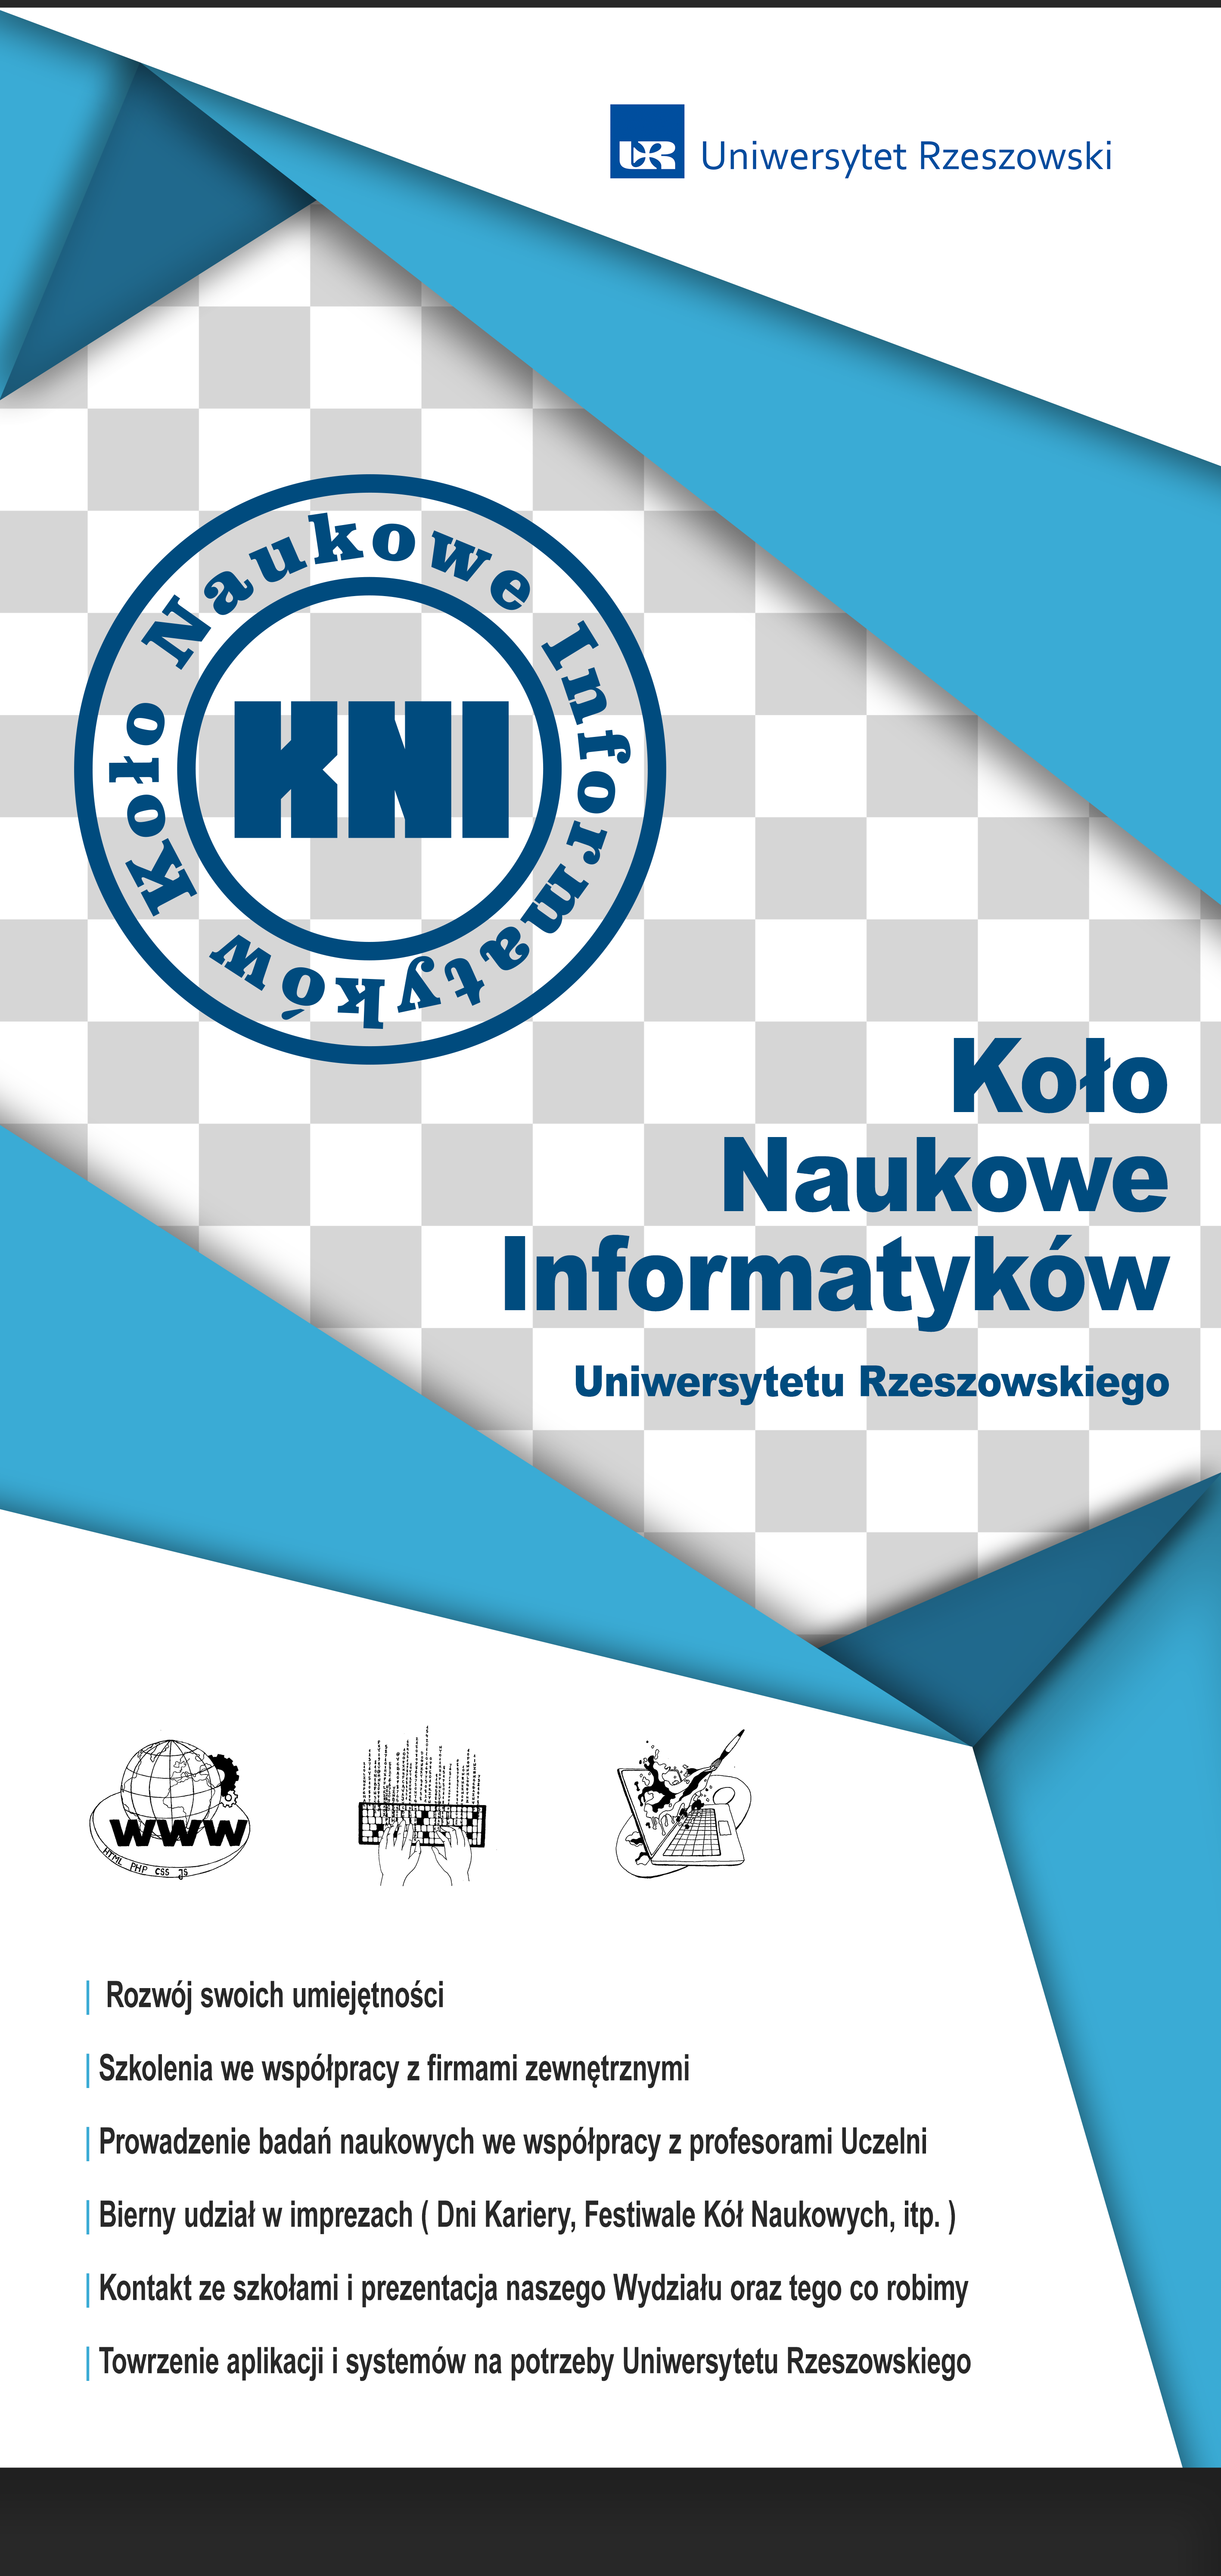 UR Uniwersytet Rzeszowski
Koło Naukowe Informatyków
KNI
Koło
Naukowe
Informatyków
Uniwersytetu Rzeszowskiego
WWW
HTML PHP CSS JS
| Rozwój swoich umiejętności
| Szkolenia we współpracy z firmami zewnętrznymi
| Prowadzenie badań naukowych we współpracy z profesorami Uczelni
| Bierny udział w imprezach ( Dni Kariery, Festiwale Kół Naukowych, itp. )
| Kontakt ze szkołami i prezentacja naszego Wydziału oraz tego co robimy
| Towrzenie aplikacji i systemów na potrzeby Uniwersytetu Rzeszowskiego